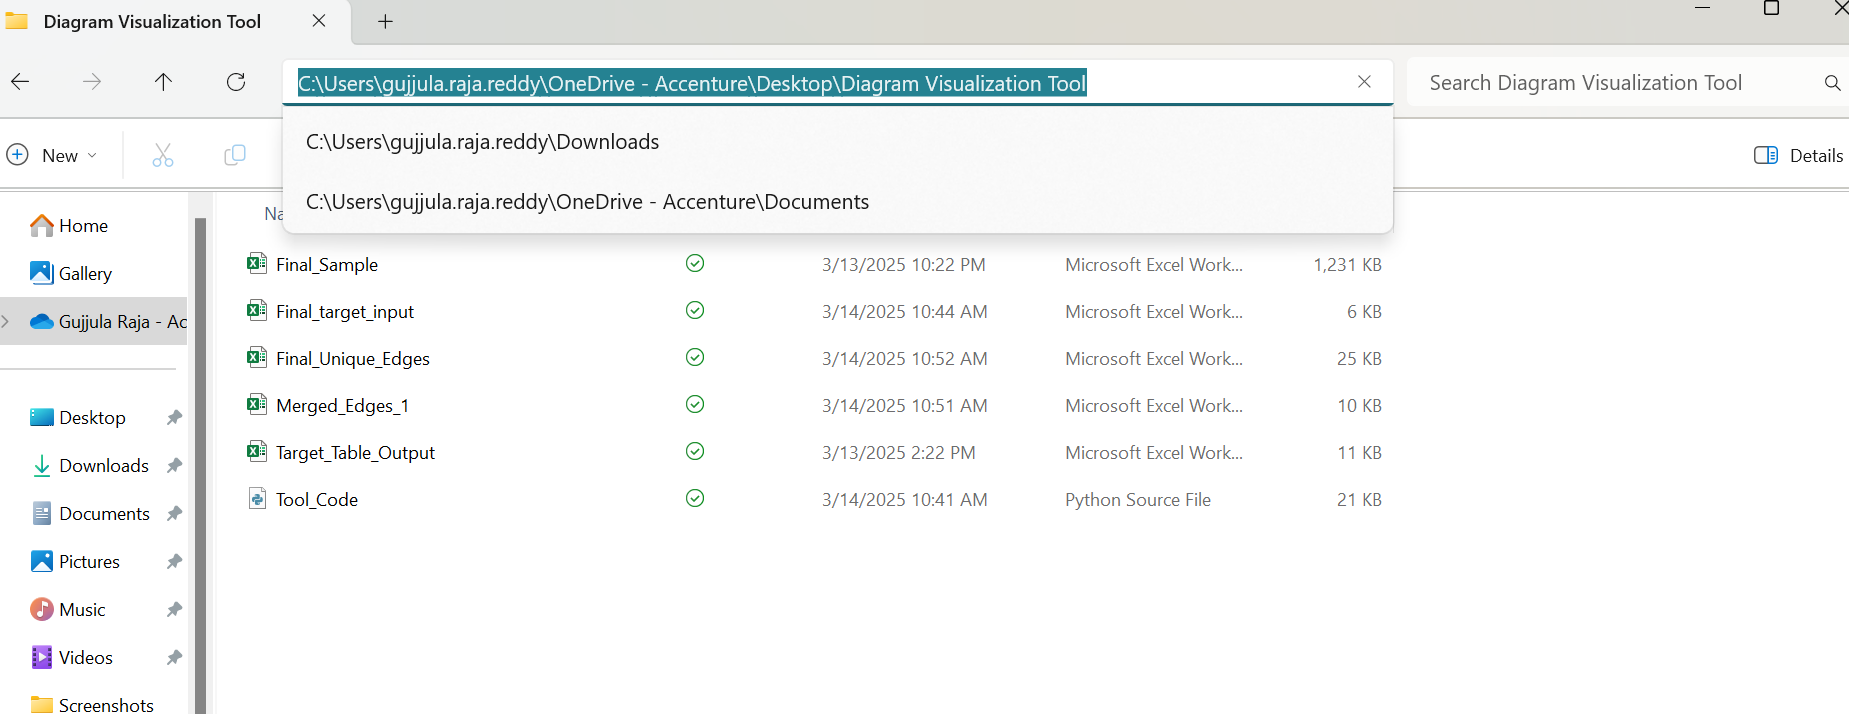 Diagram Visualization Tool
C:\Users\gujjula.raja.reddy\OneDrive - Accenture\Desktop\Diagram Visualization Tool
Search Diagram Visualization Tool
C:\Users\gujjula.raja.reddy\Downloads
C:\Users\gujjula.raja.reddy\OneDrive - Accenture\Documents
New
Details
Home
Gallery
Gujjula Raja - Ac
Desktop
Downloads
Documents
Pictures
Music
Videos
Screenshots
Na
Final_Sample 3/13/2025 10:22 PM Microsoft Excel Work... 1,231 KB
Final_target_input 3/14/2025 10:44 AM Microsoft Excel Work... 6 KB
Final_Unique_Edges 3/14/2025 10:52 AM Microsoft Excel Work... 25 KB
Merged_Edges_1 3/14/2025 10:51 AM Microsoft Excel Work... 10 KB
Target_Table_Output 3/13/2025 2:22 PM Microsoft Excel Work... 11 KB
Tool_Code 3/14/2025 10:41 AM Python Source File 21 KB